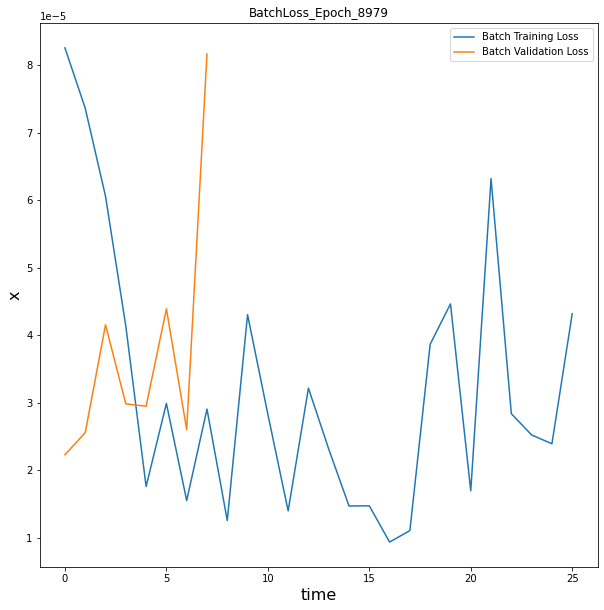 BatchLoss_Epoch_8979
1e−5
Batch Training Loss
Batch Validation Loss
8
7
6
5
4
3
2
1
x
0 5 10 15 20 25
time